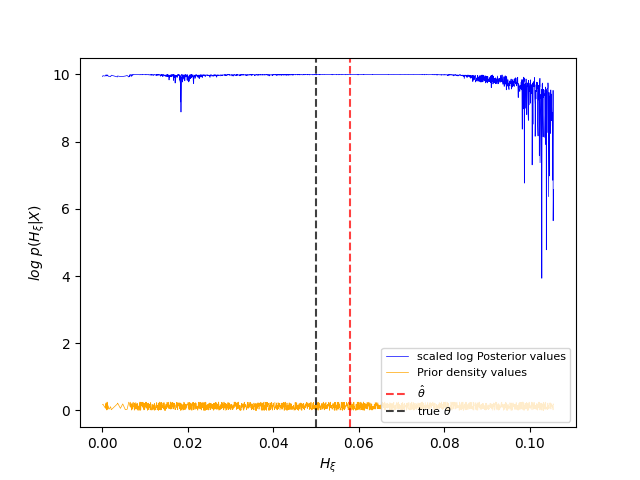 10
8
6
4
2
0
log p(H_ξ|X)
0.00 0.02 0.04 0.06 0.08 0.10
H_ξ
scaled log Posterior values
Prior density values
θ̂
true θ